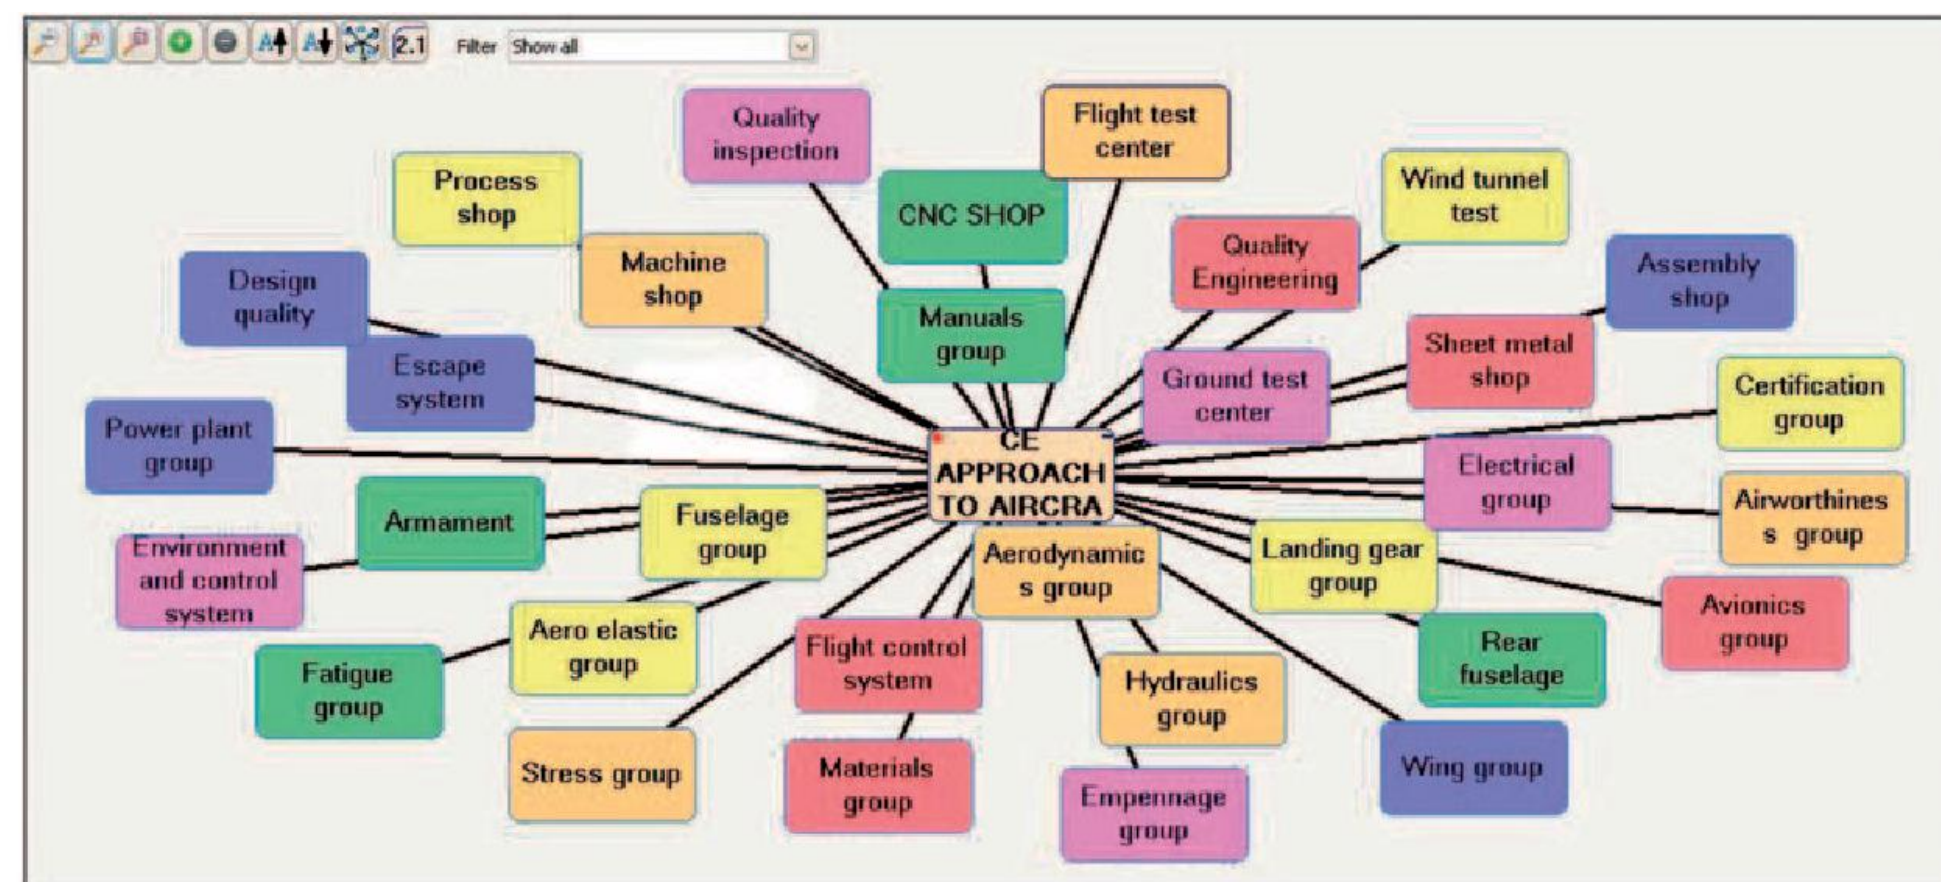 2.1
Filter
Show all
Quality
inspection
Flight test
center
Process
shop
CNC SHOP
Wind tunnel
test
Machine
shop
Quality
Engineering
Design
quality
Manuals
group
Assembly
shop
Escape
system
Ground test
center
Sheet metal
shop
Certification
group
Power plant
group
CE
APPROACH
TO AIRCRA
Electrical
group
Armament
Fuselage
group
Airworthines
s group
Environment
and control
system
Aerodynamic
s group
Landing gear
group
Aero elastic
group
Flight control
system
Avionics
group
Rear
fuselage
Fatigue
group
Hydraulics
group
Stress group
Materials
group
Wing group
Empennage
group